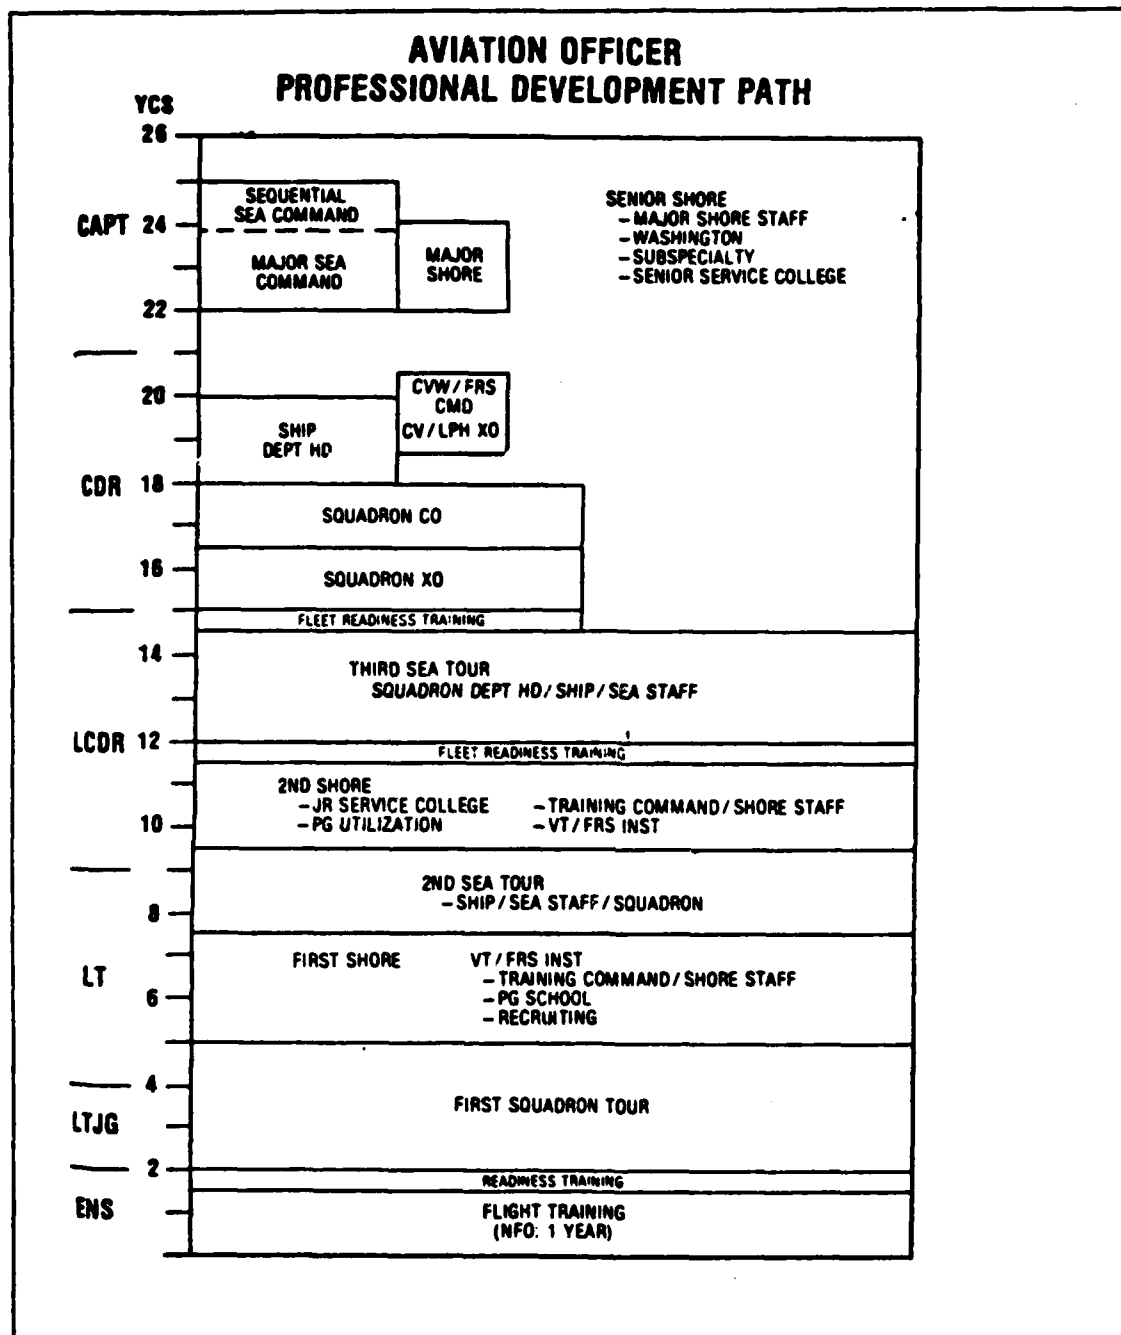 AVIATION OFFICER
PROFESSIONAL DEVELOPMENT PATH
YCS
26
SEQUENTIAL
SEA COMMAND
SENIOR SHORE
– MAJOR SHORE STAFF
– WASHINGTON
– SUBSPECIALTY
– SENIOR SERVICE COLLEGE
CAPT 24
MAJOR SEA
COMMAND
MAJOR
SHORE
22
20
CVW / FRS
CMD
CV / LPH XO
SHIP
DEPT HD
CDR 18
SQUADRON CO
16
SQUADRON XO
FLEET READINESS TRAINING
14
THIRD SEA TOUR
SQUADRON DEPT HD / SHIP / SEA STAFF
LCDR 12
FLEET READINESS TRAINING
2ND SHORE
– JR SERVICE COLLEGE – TRAINING COMMAND / SHORE STAFF
10 – PG UTILIZATION – VT / FRS INST
2ND SEA TOUR
8 – SHIP / SEA STAFF / SQUADRON
FIRST SHORE VT / FRS INST
LT – TRAINING COMMAND / SHORE STAFF
6 – PG SCHOOL
– RECRUITING
4
FIRST SQUADRON TOUR
LTJG
2
READINESS TRAINING
ENS FLIGHT TRAINING
(NFO: 1 YEAR)